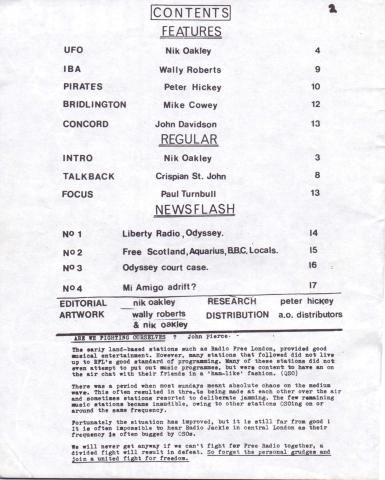 2
CONTENTS
FEATURES
UFO Nik Oakley 4
IBA Wally Roberts 9
PIRATES Peter Hickey 10
BRIDLINGTON Mike Cowey 12
CONCORD John Davidson 13
REGULAR
INTRO Nik Oakley 3
TALKBACK Crispian St. John 8
FOCUS Paul Turnbull 13
NEWSFLASH
Nº 1 Liberty Radio, Odyssey. 14
Nº 2 Free Scotland, Aquarius, B.B.C, Locals. 15
Nº 3 Odyssey court case. 16
Nº 4 Mi Amigo adrift? 17
EDITORIAL nik oakley RESEARCH peter hickey
ARTWORK wally roberts DISTRIBUTION a.o. distributors
& nik oakley
ARE WE FIGHTING OURSELVES ? John Pierce.
The early land-based stations such as Radio Free London, provided good
musical entertainment. However, many stations that followed did not live
up to RFL's good standard of programming. Many of these stations did not
even attempt to put out music programmes, but were content to have an on
the air chat with their friends in a 'Ham-like' fashion. (QSO)
There was a period when most sundays meant absolute chaos on the medium
wave. This often resulted in threats being made at each other over the air
and sometimes stations resorted to deliberate jamming. The few remaining
music stations became inaudible, owing to other stations QSOing on or
around the same frequency.
Fortunately the situation has improved, but it is still far from good :
it is often impossible to hear Radio Jackie in central London as their
frequency is often bugged by QSOs.
We will never get anyway if we can't fight for Free Radio together, a
divided fight will result in defeat. So forget the personal grudges and
join a united fight for freedom.